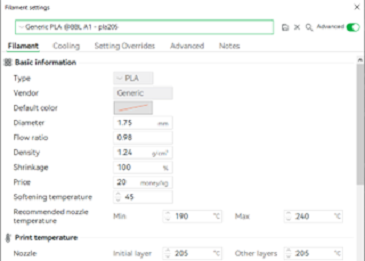 Filament settings
Generic PLA @BBL A1 - pla205
Advanced
Filament Cooling Setting Overrides Advanced Notes
Basic information
Type PLA
Vendor Generic
Default color
Diameter 1.75 mm
Flow ratio 0.98
Density 1.24 g/cm³
Shrinkage 100 %
Price 20 money/kg
Softening temperature 45
Recommended nozzle temperature Min 190 °C Max 240 °C
Print temperature
Nozzle Initial layer 205 °C Other layers 205 °C